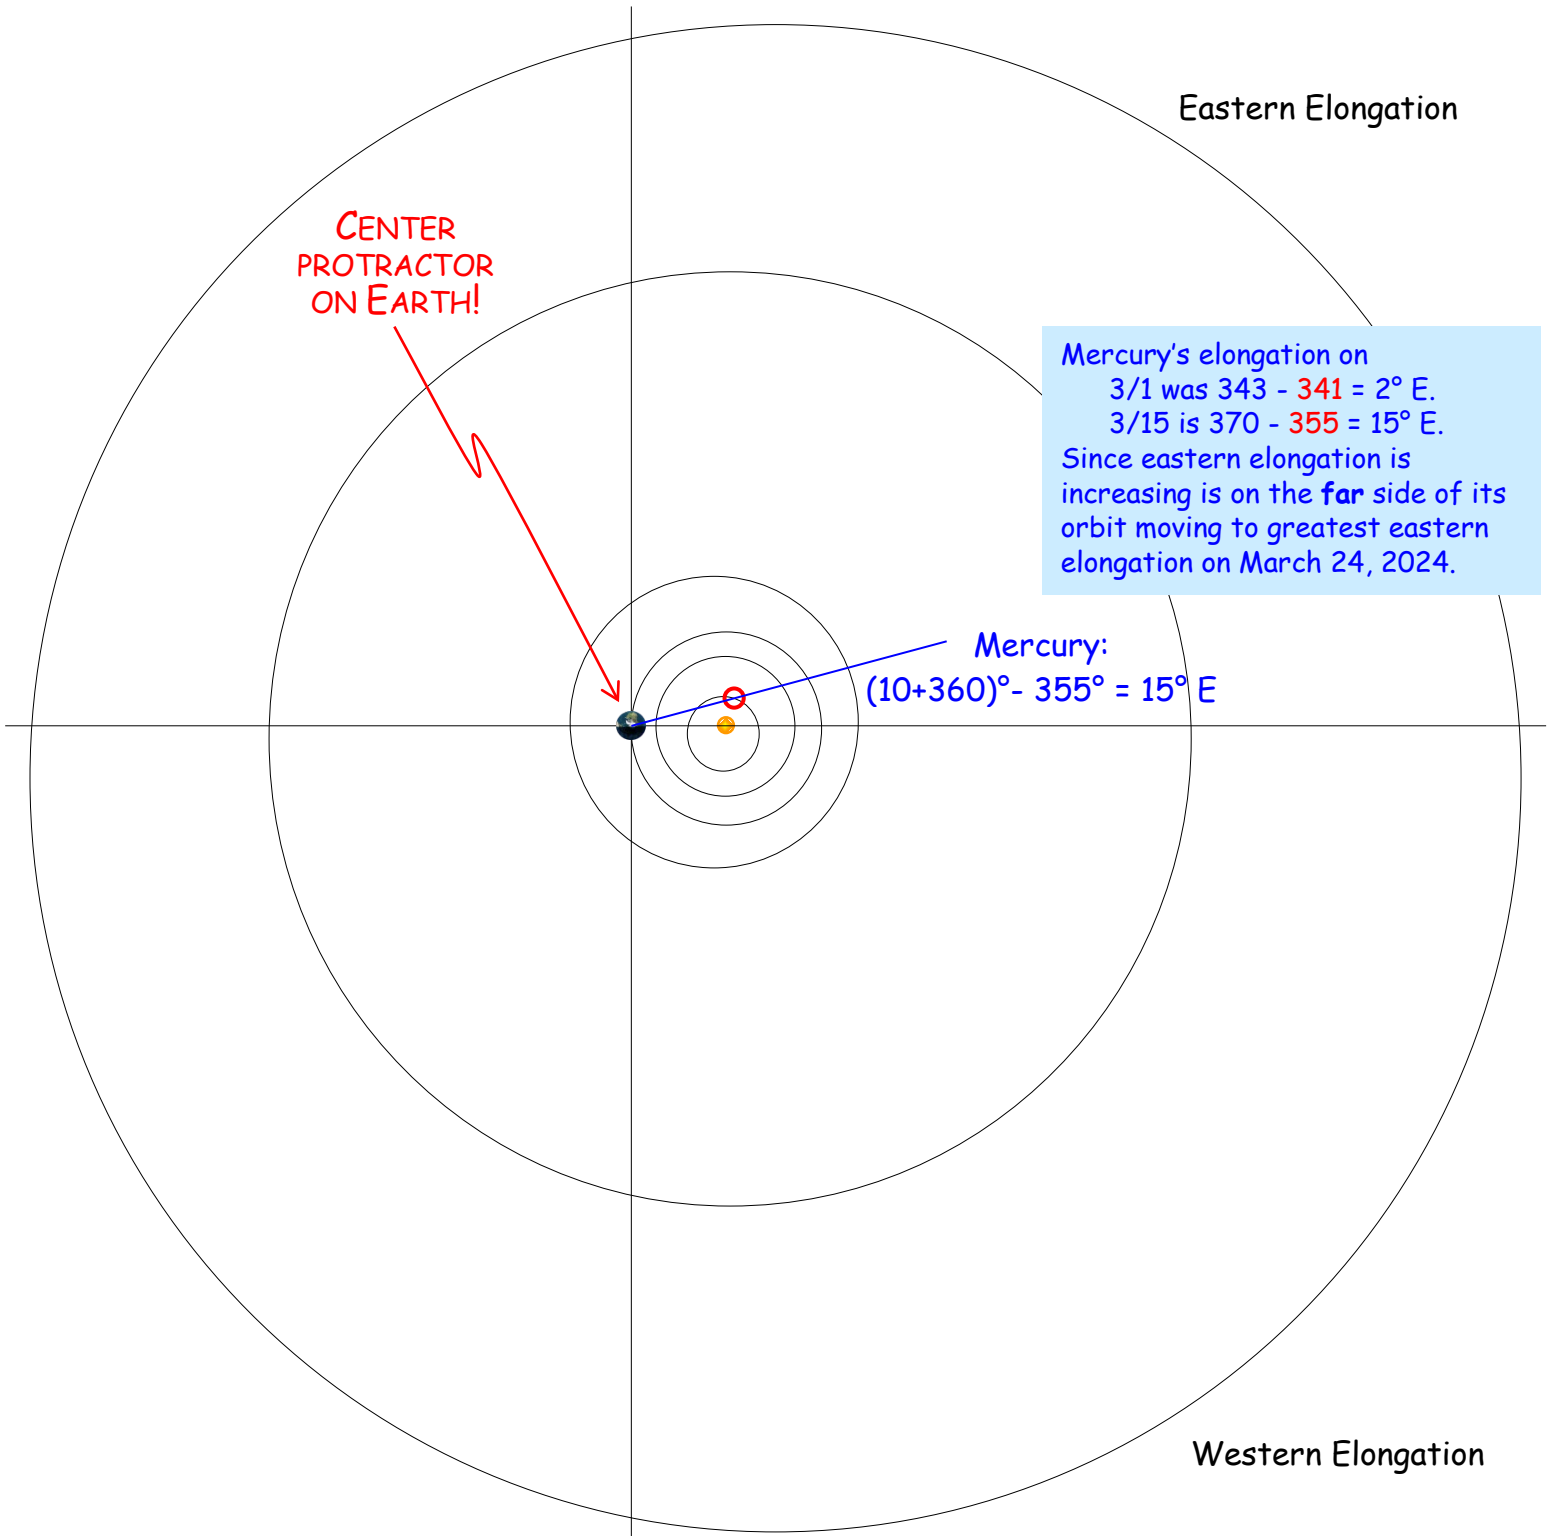 Eastern Elongation
CENTER
PROTRACTOR
ON EARTH!
Mercury's elongation on
3/1 was 343 - 341 = 2° E.
3/15 is 370 - 355 = 15° E.
Since eastern elongation is
increasing is on the far side of its
orbit moving to greatest eastern
elongation on March 24, 2024.
Mercury:
(10+360)°- 355° = 15° E
Western Elongation